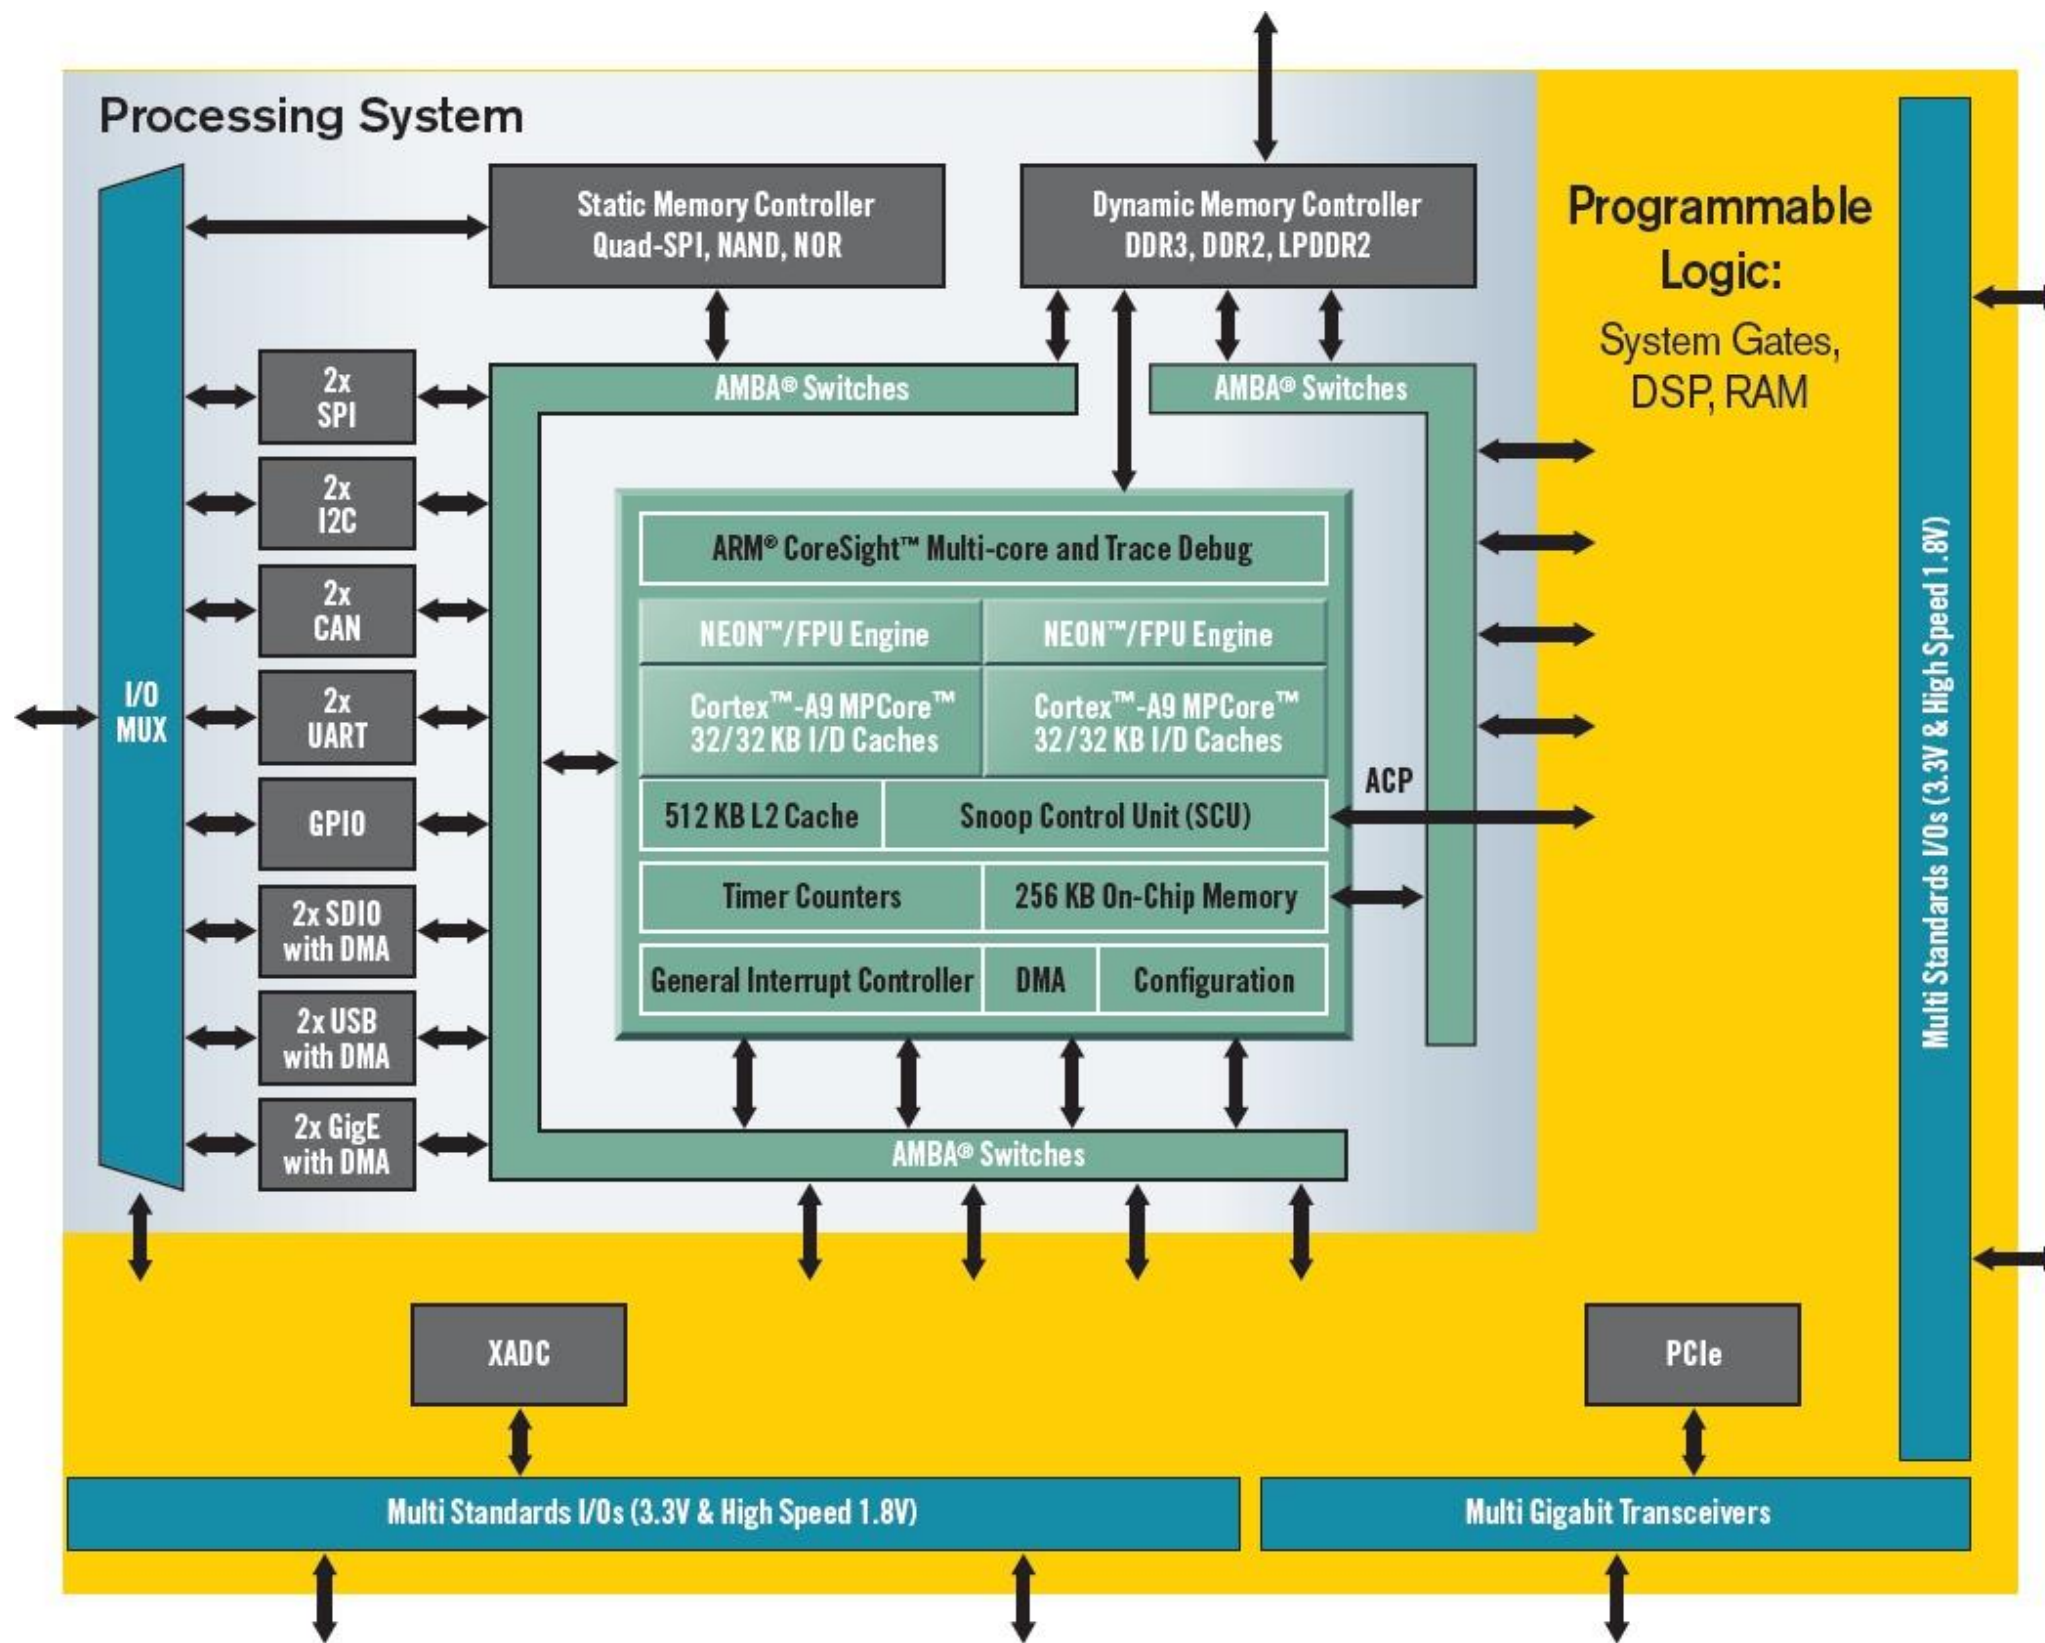 Processing System
Static Memory Controller
Quad-SPI, NAND, NOR
Dynamic Memory Controller
DDR3, DDR2, LPDDR2
Programmable
Logic:
System Gates,
DSP, RAM
I/O
MUX
2x
SPI
2x
I2C
2x
CAN
2x
UART
GPIO
2x SDIO
with DMA
2x USB
with DMA
2x GigE
with DMA
AMBA® Switches
AMBA® Switches
ARM® CoreSight™ Multi-core and Trace Debug
NEON™/FPU Engine
NEON™/FPU Engine
Cortex™-A9 MPCore™
32/32 KB I/D Caches
Cortex™-A9 MPCore™
32/32 KB I/D Caches
512 KB L2 Cache
Snoop Control Unit (SCU)
ACP
Timer Counters
256 KB On-Chip Memory
General Interrupt Controller
DMA
Configuration
AMBA® Switches
Multi Standards I/Os (3.3V & High Speed 1.8V)
XADC
PCIe
Multi Standards I/Os (3.3V & High Speed 1.8V)
Multi Gigabit Transceivers